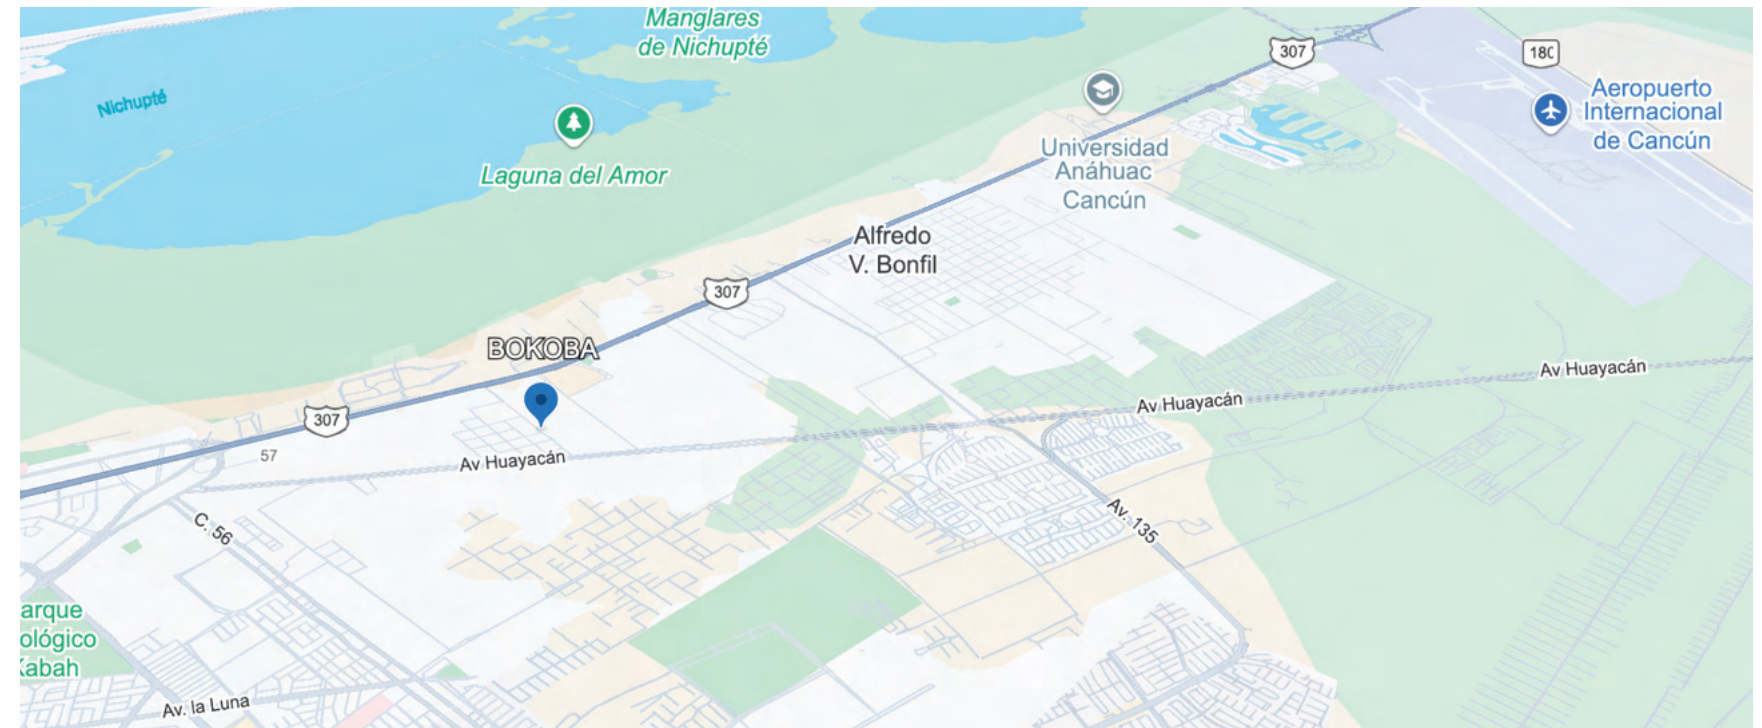 Manglares
de Nichupté
307
180
Nichupté
Aeropuerto
Internacional
de Cancún
Laguna del Amor
Universidad
Anáhuac
Cancún
Alfredo
V. Bonfil
307
BOKOBA
Av Huayacán
Av Huayacán
307
57
Av Huayacán
C. 56
Av. 135
arque
ológico
Kabah
Av. la Luna